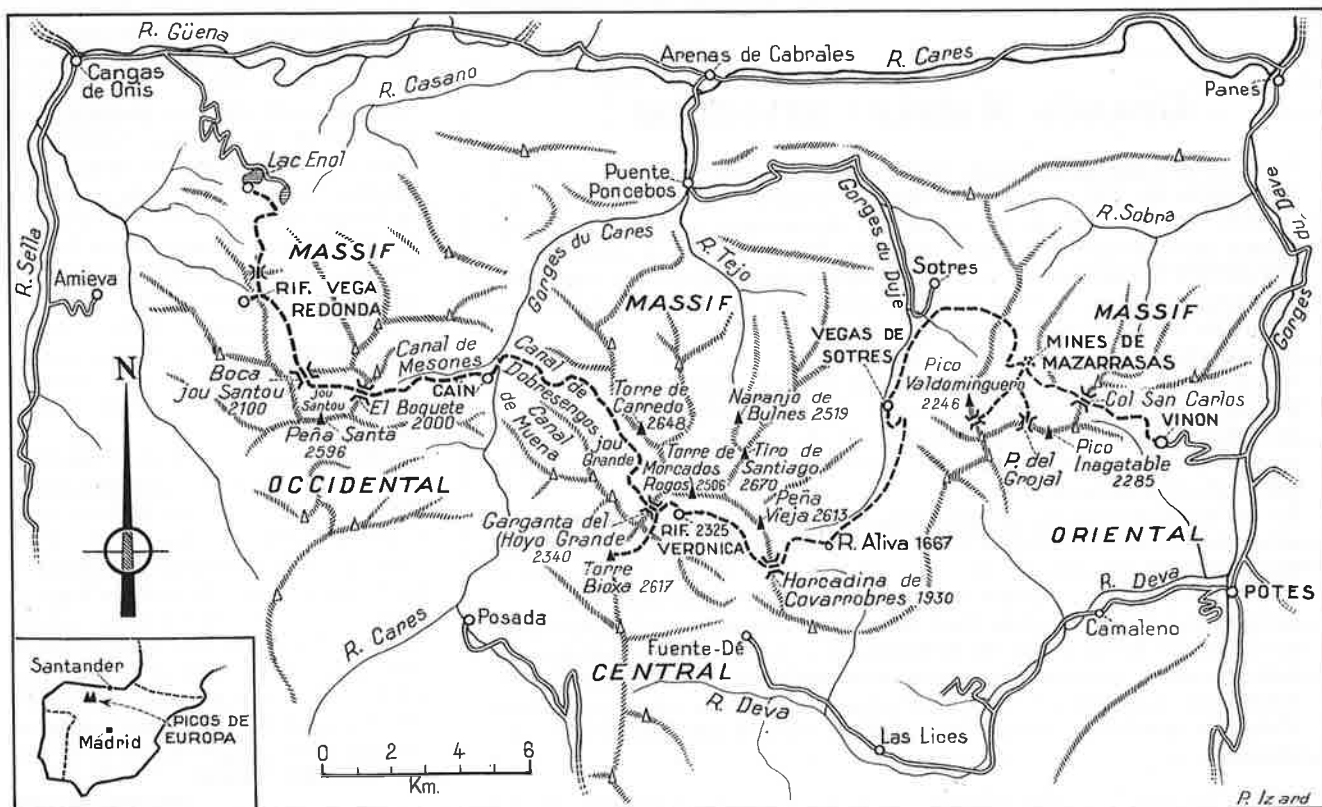 R. Güena
Cangas
de Oñis
R. Casano
Arenas de Cabrales
R. Cares
Panes
Lac Enol
Puente
Poncebos
Gorges du Duje
R. Sobra
Gorges du Dave
R. Sella
Amieva
MASSIF
RIF. VEGA
REDONDA
Gorges du Cares
R. Tejo
MASSIF
Sotres
VEGAS DE
SOTRES
MASSIF
MINES DE
MAZARRASAS
Boca
jou Santou
2100
jou
Santou
Canal de
Mesones
El Boquete
2000
Peña Santa
2596
CAIN
Canal de
Dobresengos
Canal
de Muena
jou
Grande
Torre de
Carredo
2648
Naranjo de
Bulnes 2519
Pico
Valdominguero
2246
Col San Carlos
VINON
P. del
Grojal
Pico
Inagatable
2285
Torre de
Morcados
Rogos 2506
Tiro de
Santiago
2670
Peña
Vieja 2613
OCCIDENTAL
Garganta del
(Hoyo Grande
2340
RIF. 2325
VERONICA
R. Aliva 1667
ORIENTAL
Torre
Bioxa 2617
Horcadina de
Covarrobres 1930
R. Deva
POTES
Camaleno
N
R. Cares
Posada
Fuente-Dé
CENTRAL
R. Deva
Las Lices
Santander
PICOS DE
EUROPA
Madrid
0 2 4 6
Km.
P. Izard